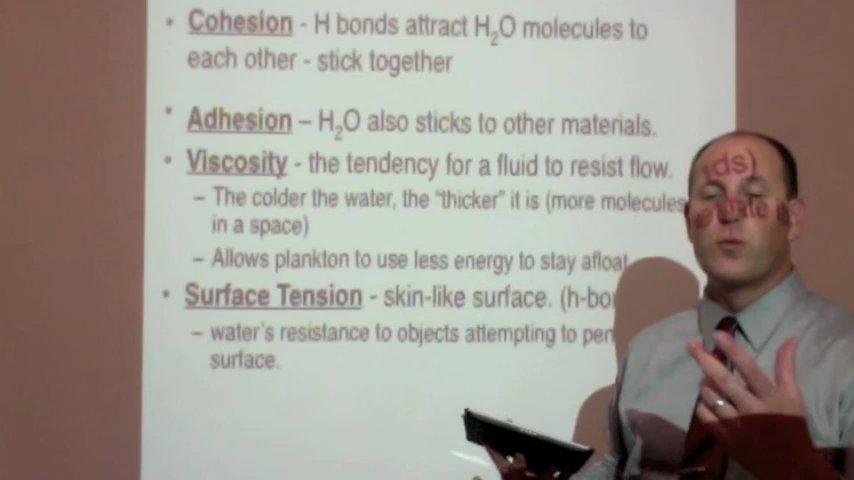 • Cohesion - H bonds attract H2O molecules to
each other - stick together
• Adhesion – H2O also sticks to other materials.
• Viscosity - the tendency for a fluid to resist flow.
– The colder the water, the "thicker" it is (more molecules
in a space)
– Allows plankton to use less energy to stay afloat
• Surface Tension - skin-like surface. (h-bonds)
– water's resistance to objects attempting to
surface.